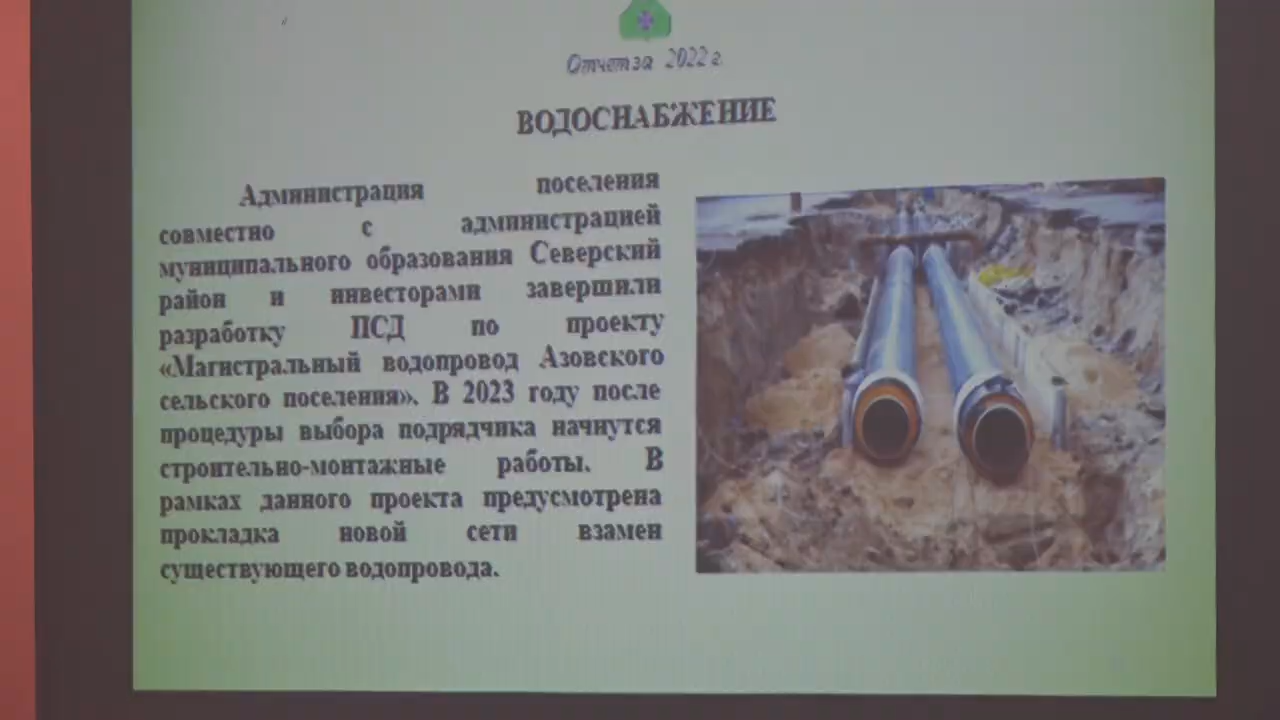 Отчет за 2022 г.
ВОДОСНАБЖЕНИЕ
Администрация поселения
совместно с администрацией
муниципального образования Северский
район и инвесторами завершили
разработку ПСД по проекту
«Магистральный водопровод Азовского
сельского поселения». В 2023 году после
процедуры выбора подрядчика начнутся
строительно-монтажные работы. В
рамках данного проекта предусмотрена
прокладка новой сети взамен
существующего водопровода.